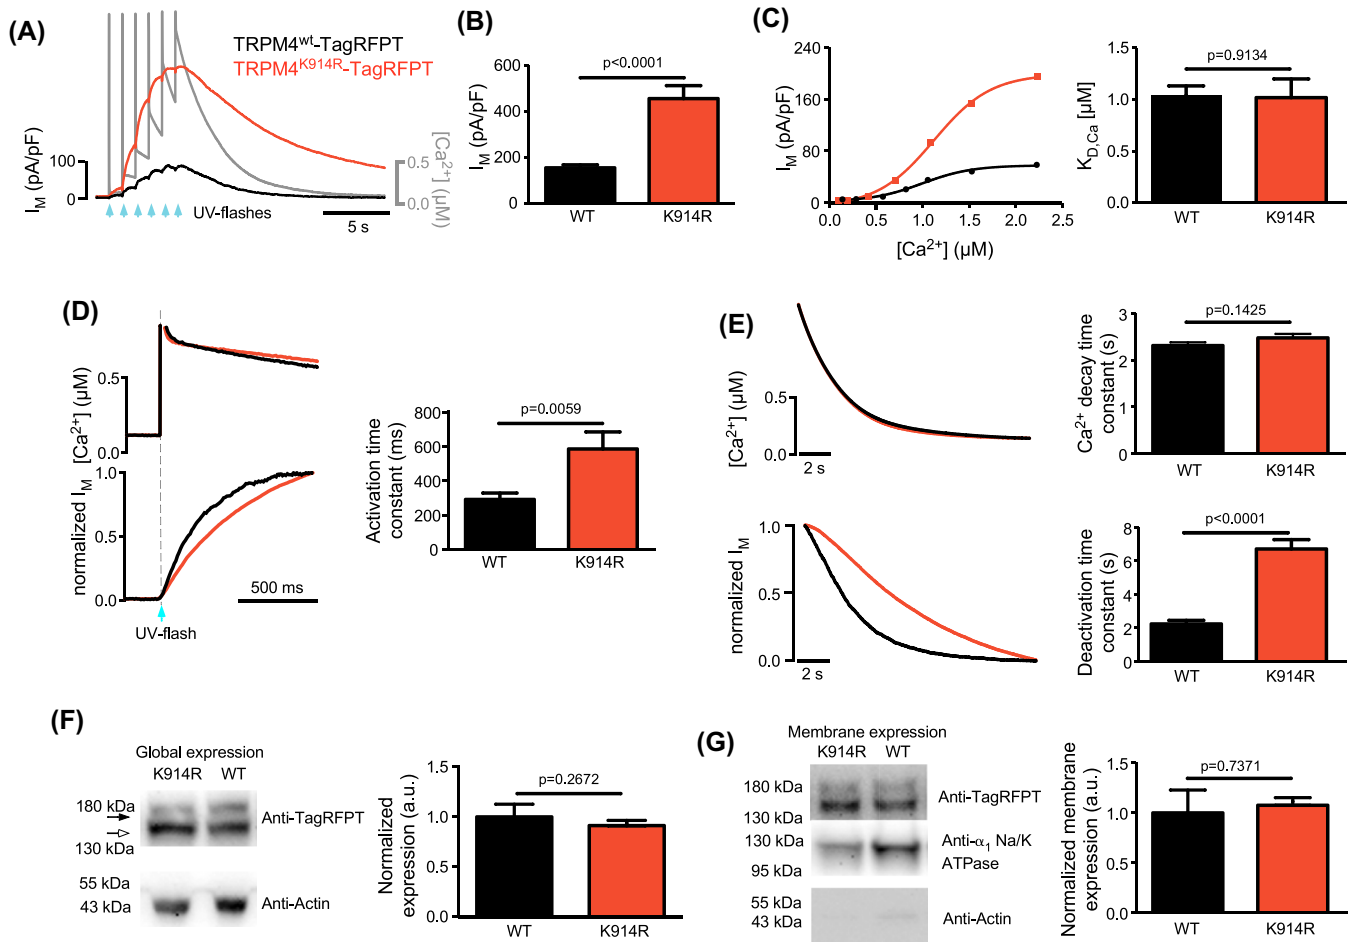 (A)
TRPM4wt-TagRFPT
TRPM4K914R-TagRFPT
IM (pA/pF)
100
0
0.5
0.0
[Ca2+] (µM)
UV-flashes
5 s
(B)
p<0.0001
IM (pA/pF)
600
400
200
0
WT
K914R
(C)
IM (pA/pF)
240
160
80
0
0.0
0.5
1.0
1.5
2.0
2.5
[Ca2+] (µM)
p=0.9134
KD,Ca [µM]
1.5
1.0
0.5
0.0
WT
K914R
(D)
[Ca2+] (µM)
0.5
0.0
normalized IM
1.0
0.5
0.0
UV-flash
500 ms
p=0.0059
Activation time
constant (ms)
800
600
400
200
0
WT
K914R
(E)
[Ca2+] (µM)
0.5
0.0
2 s
p=0.1425
Ca2+ decay time
constant (s)
3
2
1
0
WT
K914R
normalized IM
1.0
0.5
0.0
2 s
p<0.0001
Deactivation time
constant (s)
8
6
4
2
0
WT
K914R
(F)
Global expression
K914R WT
180 kDa
130 kDa
Anti-TagRFPT
55 kDa
43 kDa
Anti-Actin
p=0.2672
Normalized
expression (a.u.)
1.5
1.0
0.5
0.0
WT
K914R
(G)
Membrane expression
K914R WT
180 kDa
130 kDa
Anti-TagRFPT
130 kDa
95 kDa
Anti-α1 Na/K
ATPase
55 kDa
43 kDa
Anti-Actin
p=0.7371
Normalized membrane
expression (a.u.)
1.5
1.0
0.5
0.0
WT
K914R